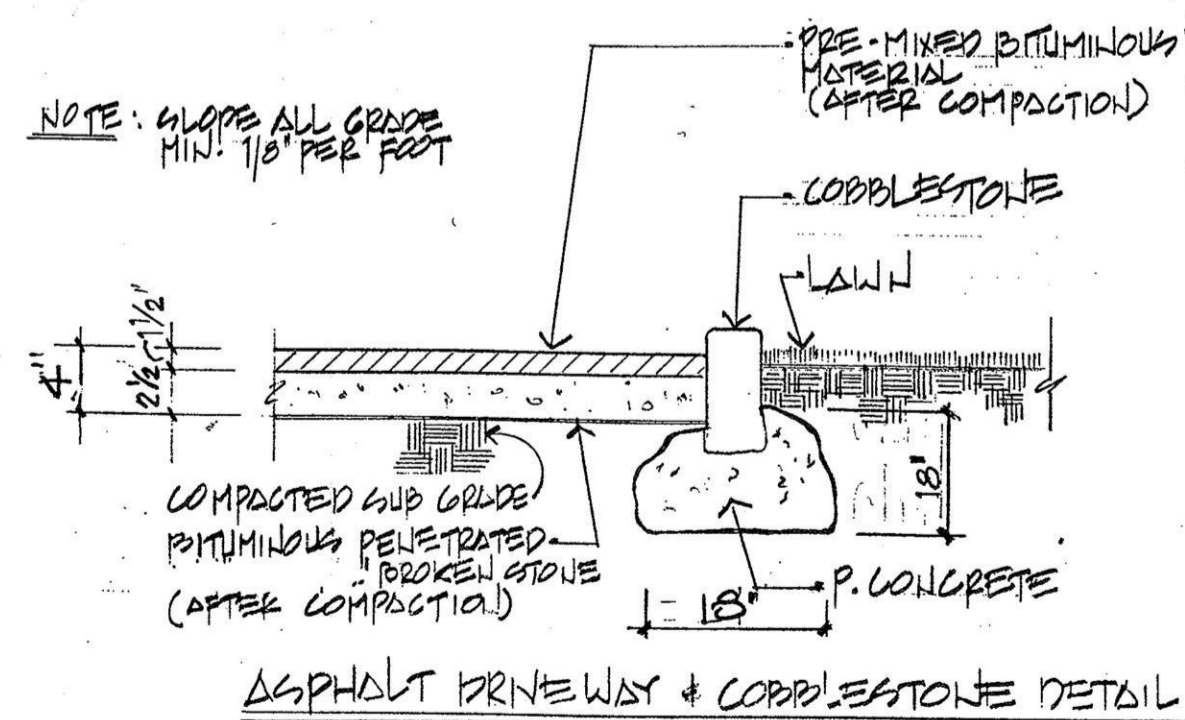 PRE-MIXED BITUMINOUS
MATERIAL
(AFTER COMPACTION)
NOTE: SLOPE ALL GRADE
MIN. 1/8" PER FOOT
COBBLESTONE
LAWN
4"
2 1/2"
1 1/2"
18"
COMPACTED SUB GRADE
BITUMINOUS PENETRATED
BROKEN STONE
(AFTER COMPACTION)
P. CONCRETE
18"
ASPHALT DRIVEWAY & COBBLESTONE DETAIL